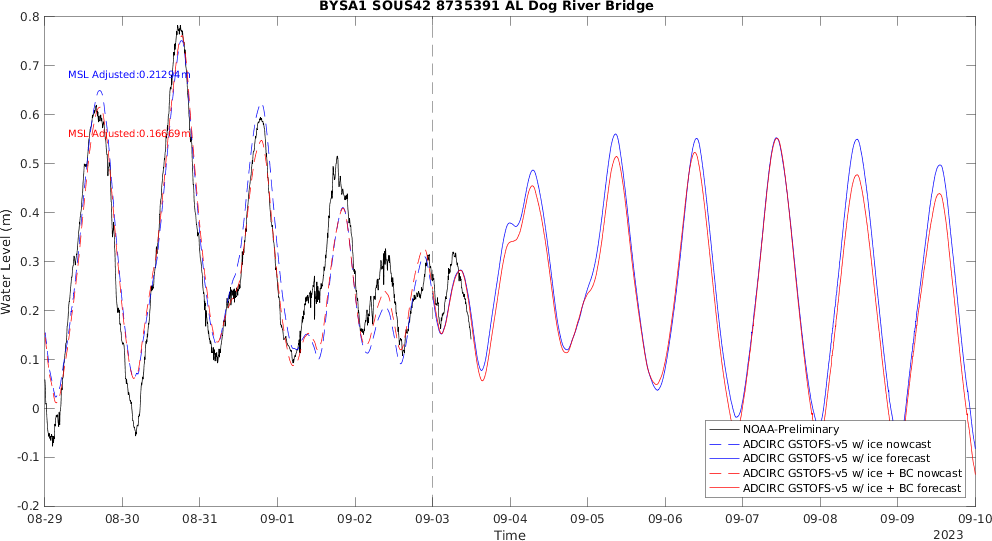 BYSA1 SOUS42 8735391 AL Dog River Bridge
0.8
0.7
0.6
0.5
0.4
0.3
0.2
0.1
0
-0.1
-0.2
Water Level (m)
MSL Adjusted:0.21294m
MSL Adjusted:0.16669m
NOAA-Preliminary
ADCIRC GSTOFS-v5 w/ ice nowcast
ADCIRC GSTOFS-v5 w/ ice forecast
ADCIRC GSTOFS-v5 w/ ice + BC nowcast
ADCIRC GSTOFS-v5 w/ ice + BC forecast
08-29 08-30 08-31 09-01 09-02 09-03 09-04 09-05 09-06 09-07 09-08 09-09 09-10
Time
2023